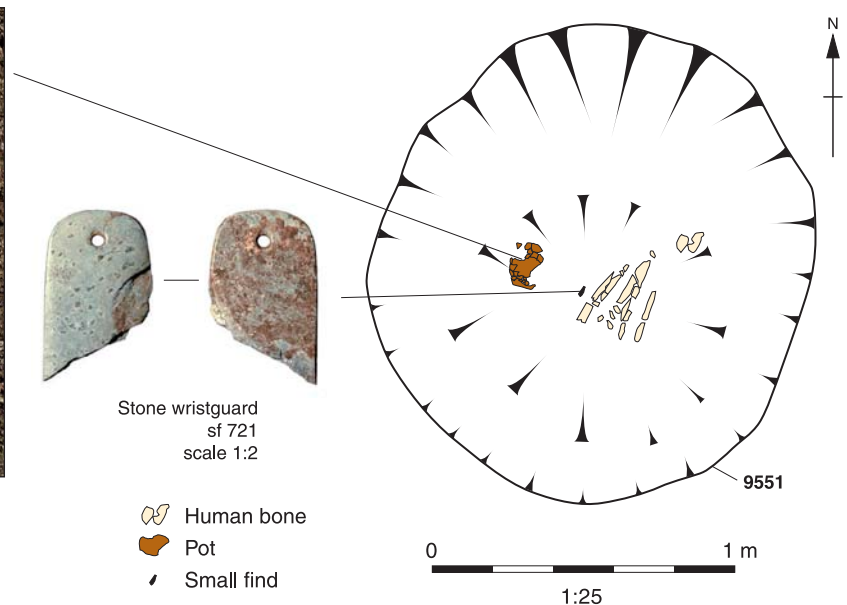 N
Stone wristguard
sf 721
scale 1:2
9551
Human bone
Pot
Small find
0 1 m
1:25